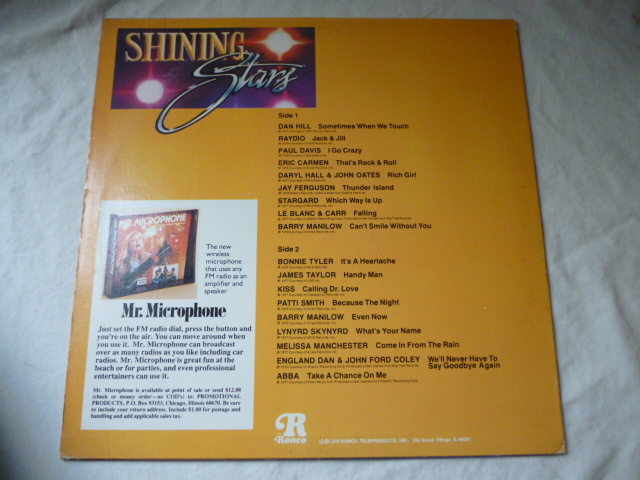 SHINING
Stars
Side 1
DAN HILL Sometimes When We Touch
RAYDIO Jack & Jill
PAUL DAVIS I Go Crazy
ERIC CARMEN That's Rock & Roll
DARYL HALL & JOHN OATES Rich Girl
JAY FERGUSON Thunder Island
STARGARD Which Way Is Up
LE BLANC & CARR Falling
BARRY MANILOW Can't Smile Without You
Side 2
BONNIE TYLER It's A Heartache
JAMES TAYLOR Handy Man
KISS Calling Dr. Love
PATTI SMITH Because The Night
BARRY MANILOW Even Now
LYNYRD SKYNYRD What's Your Name
MELISSA MANCHESTER Come In From The Rain
ENGLAND DAN & JOHN FORD COLEY We'll Never Have To
Say Goodbye Again
ABBA Take A Chance On Me
MR. MICROPHONE
The new
wireless
microphone
that uses any
FM radio as an
amplifier and
speaker
Mr. Microphone
Just set the FM radio dial, press the button and
you're on the air. You can move around when
you use it. Mr. Microphone can broadcast
over as many radios as you like including car
radios. Mr. Microphone is great fun at the
beach or for parties, and even professional
entertainers can use it.
Mr. Microphone is available at point of sale or send $12.88
(check or money order—no COD's) to: PROMOTIONAL
PRODUCTS, P.O. Box 93153, Chicago, Illinois 60670. Be sure
to include your return address. Include $1.00 for postage and
handling and add applicable sales tax.
R
Ronco
RONCO TELEPRODUCTS, INC., Elk Grove Village, IL 60007